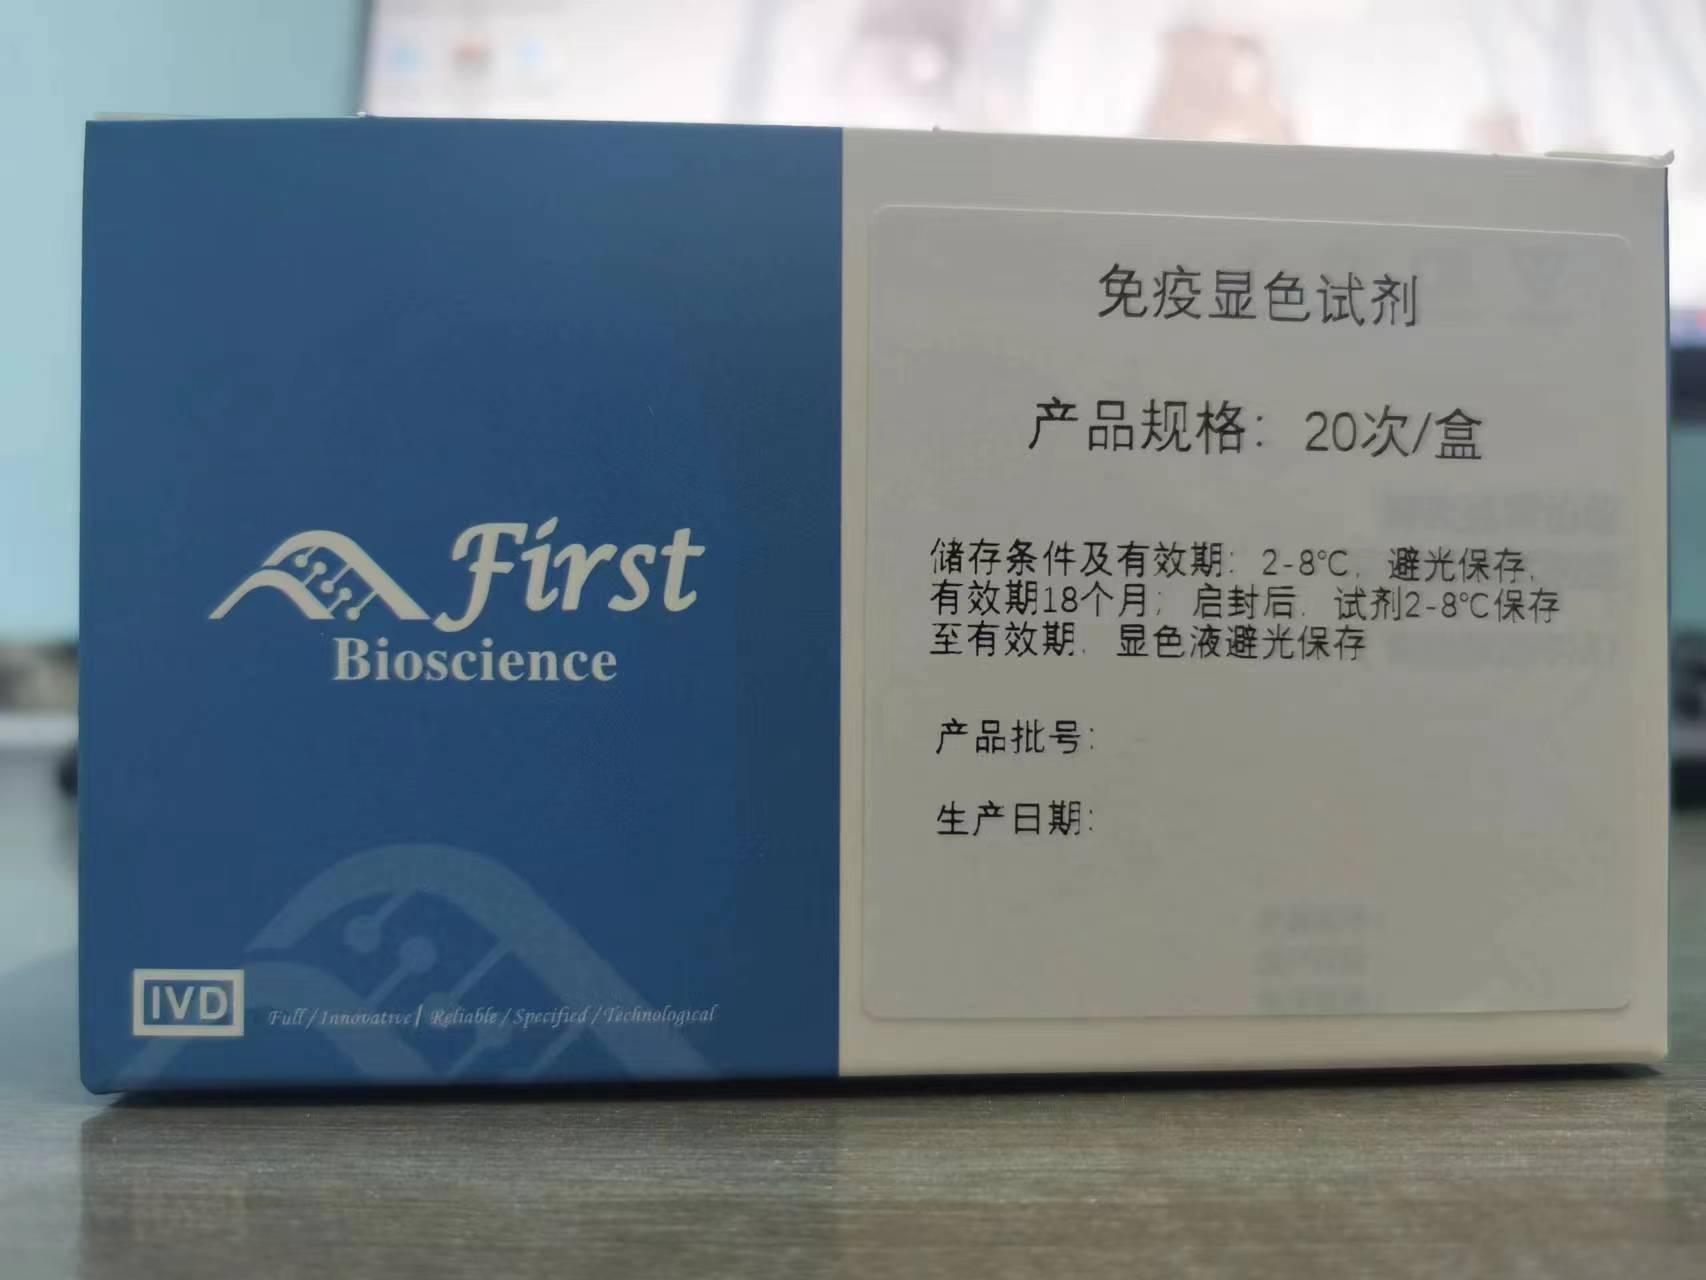 First
Bioscience
IVD
Full / Innovative / Reliable / Specified / Technological
免疫显色试剂
产品规格：20次/盒
储存条件及有效期：2-8℃，避光保存，
有效期18个月；启封后，试剂2-8℃保存
至有效期，显色液避光保存
产品批号：
生产日期：